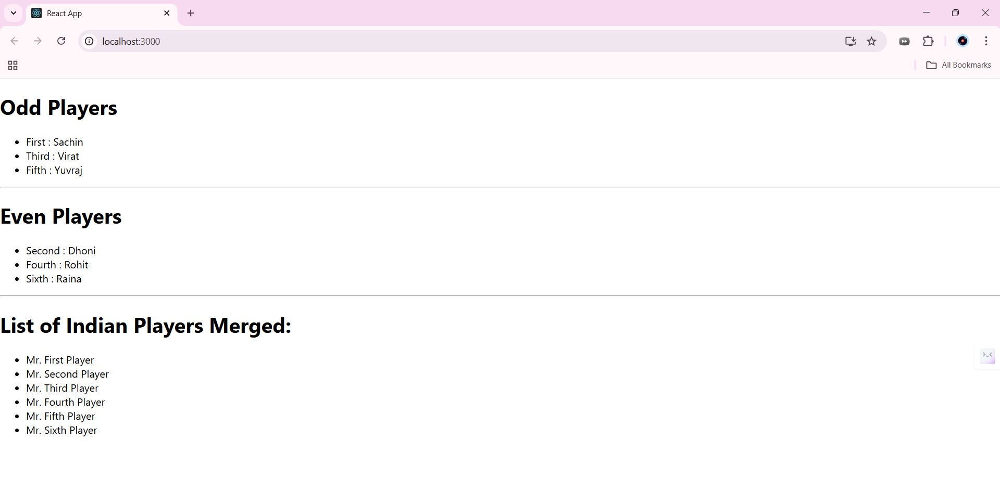 React App
localhost:3000
All Bookmarks
Odd Players
First : Sachin
Third : Virat
Fifth : Yuvraj
Even Players
Second : Dhoni
Fourth : Rohit
Sixth : Raina
List of Indian Players Merged:
Mr. First Player
Mr. Second Player
Mr. Third Player
Mr. Fourth Player
Mr. Fifth Player
Mr. Sixth Player